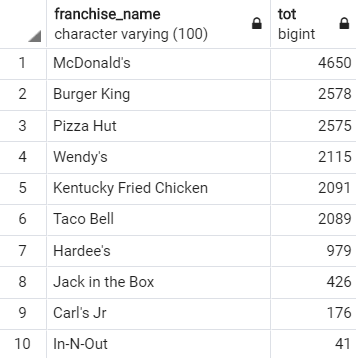 franchise_name tot
character varying (100) bigint
1 McDonald's 4650
2 Burger King 2578
3 Pizza Hut 2575
4 Wendy's 2115
5 Kentucky Fried Chicken 2091
6 Taco Bell 2089
7 Hardee's 979
8 Jack in the Box 426
9 Carl's Jr 176
10 In-N-Out 41